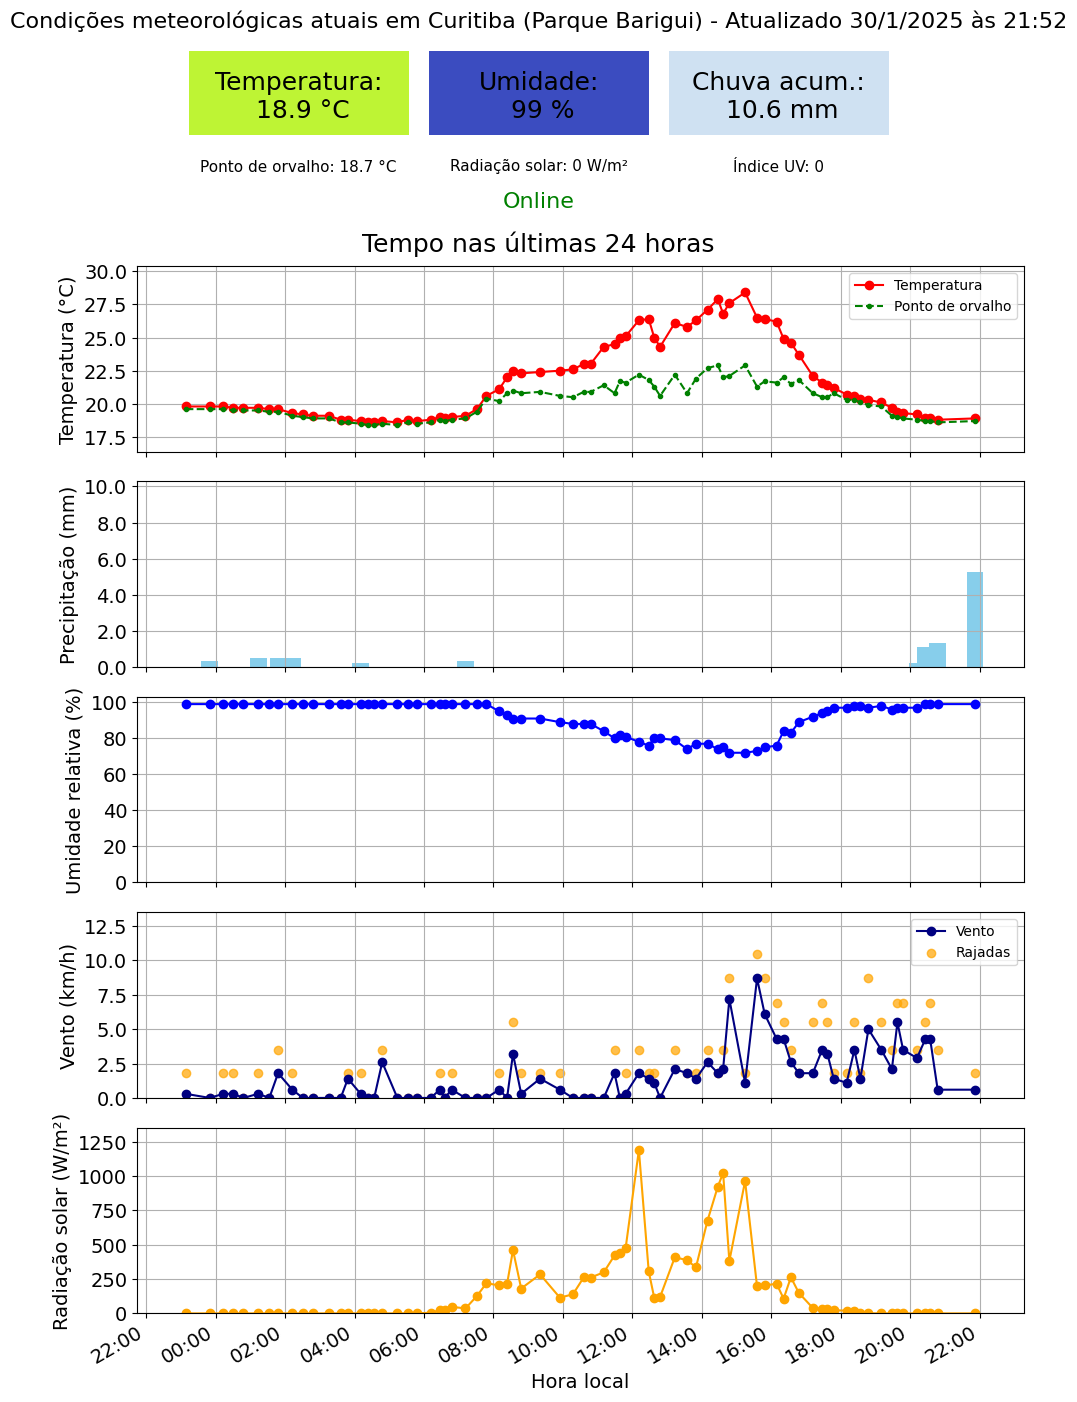 Condições meteorológicas atuais em Curitiba (Parque Barigui) - Atualizado 30/1/2025 às 21:52
Temperatura:
18.9 °C
Umidade:
99 %
Chuva acum.:
10.6 mm
Ponto de orvalho: 18.7 °C
Radiação solar: 0 W/m²
Índice UV: 0
Online
Tempo nas últimas 24 horas
Temperatura (°C)
30.0
27.5
25.0
22.5
20.0
17.5
Temperatura
Ponto de orvalho
Precipitação (mm)
10.0
8.0
6.0
4.0
2.0
0.0
Umidade relativa (%)
100
80
60
40
20
0
Vento (km/h)
12.5
10.0
7.5
5.0
2.5
0.0
Vento
Rajadas
Radiação solar (W/m²)
1250
1000
750
500
250
0
22:00
00:00
02:00
04:00
06:00
08:00
10:00
12:00
14:00
16:00
18:00
20:00
22:00
Hora local